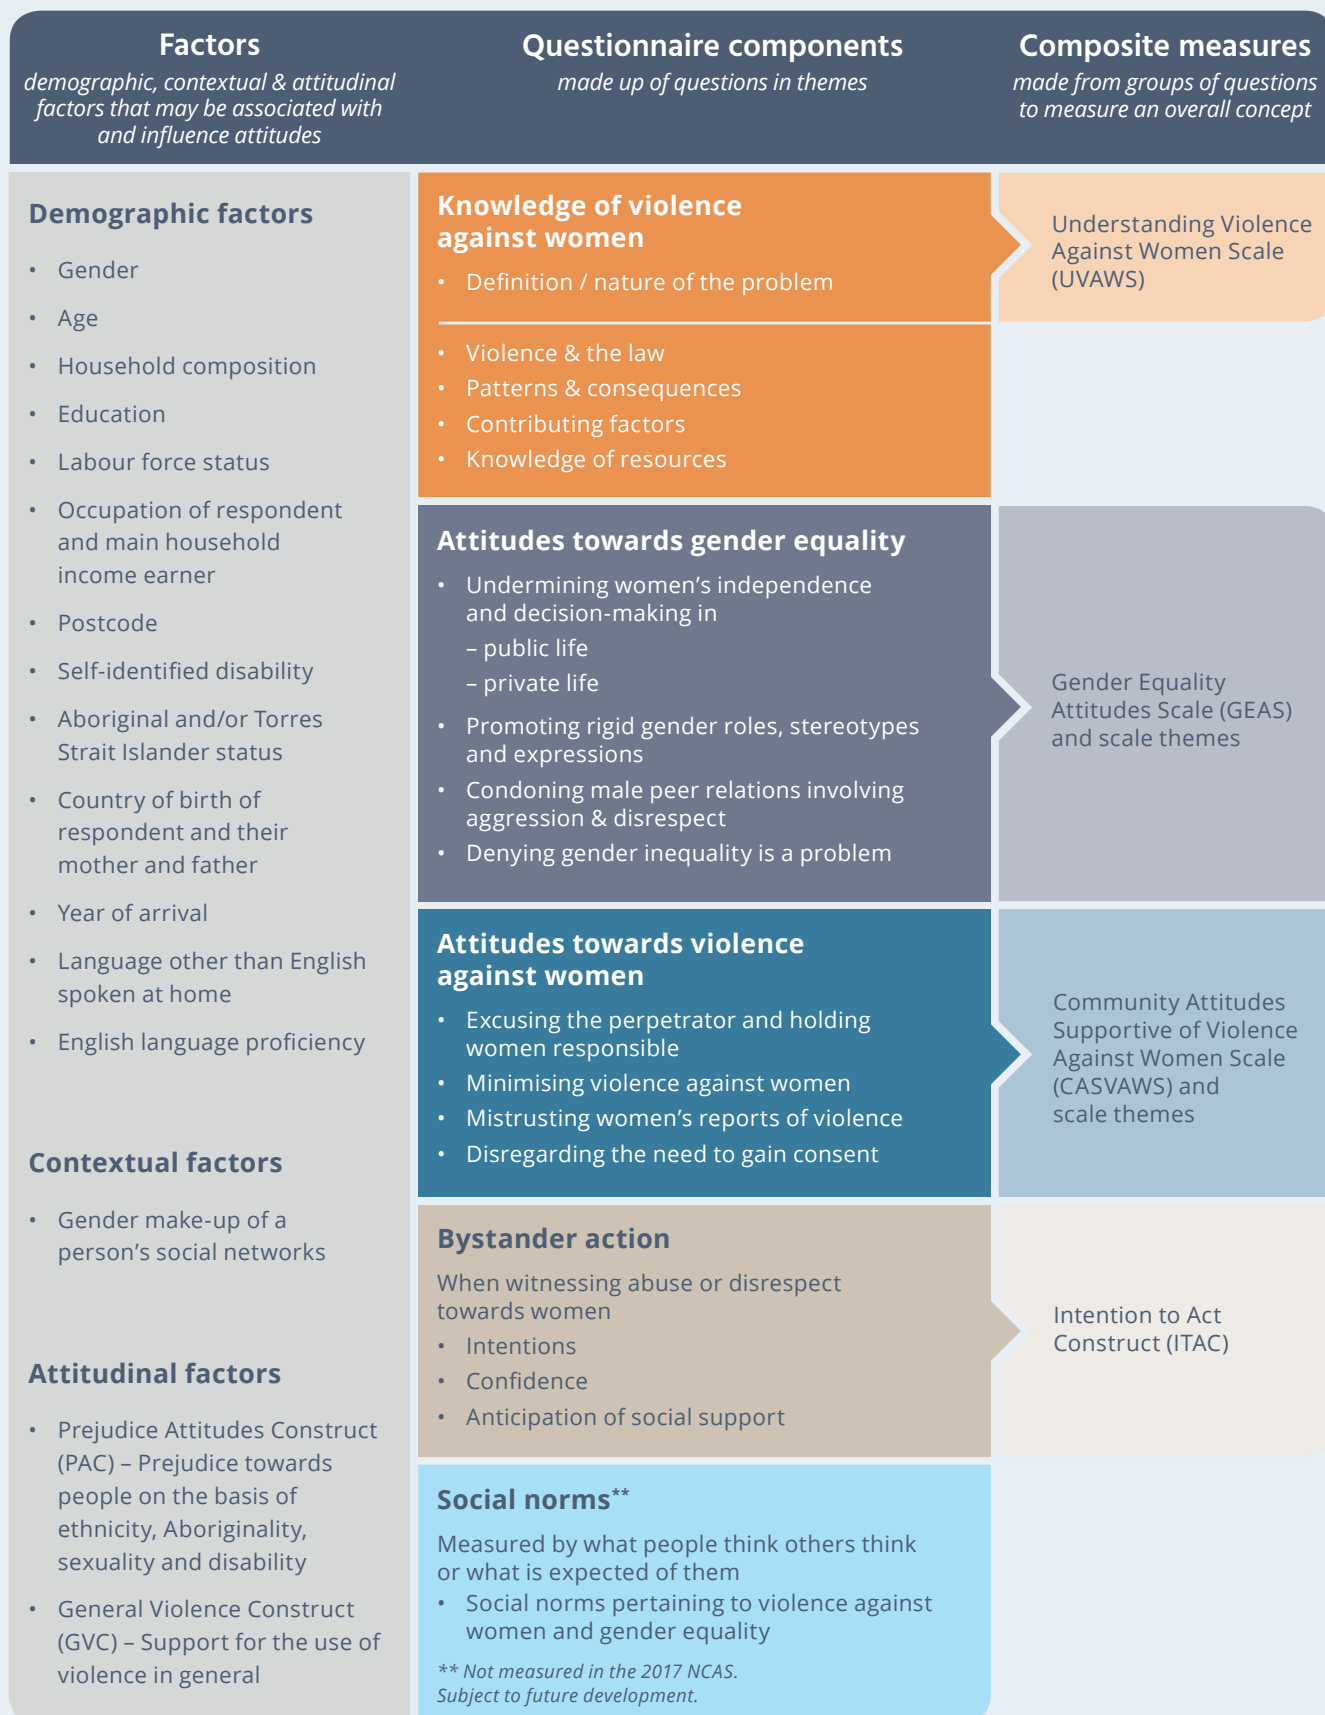 Factors
demographic, contextual & attitudinal
factors that may be associated with
and influence attitudes
Questionnaire components
made up of questions in themes
Composite measures
made from groups of questions
to measure an overall concept
Demographic factors
• Gender
• Age
• Household composition
• Education
• Labour force status
• Occupation of respondent
and main household
income earner
• Postcode
• Self-identified disability
• Aboriginal and/or Torres
Strait Islander status
• Country of birth of
respondent and their
mother and father
• Year of arrival
• Language other than English
spoken at home
• English language proficiency
Contextual factors
• Gender make-up of a
person's social networks
Attitudinal factors
• Prejudice Attitudes Construct
(PAC) – Prejudice towards
people on the basis of
ethnicity, Aboriginality,
sexuality and disability
• General Violence Construct
(GVC) – Support for the use of
violence in general
Knowledge of violence
against women
• Definition / nature of the problem
• Violence & the law
• Patterns & consequences
• Contributing factors
• Knowledge of resources
Understanding Violence
Against Women Scale
(UVAWS)
Attitudes towards gender equality
• Undermining women's independence
and decision-making in
– public life
– private life
• Promoting rigid gender roles, stereotypes
and expressions
• Condoning male peer relations involving
aggression & disrespect
• Denying gender inequality is a problem
Gender Equality
Attitudes Scale (GEAS)
and scale themes
Attitudes towards violence
against women
• Excusing the perpetrator and holding
women responsible
• Minimising violence against women
• Mistrusting women's reports of violence
• Disregarding the need to gain consent
Community Attitudes
Supportive of Violence
Against Women Scale
(CASVAWS) and
scale themes
Bystander action
When witnessing abuse or disrespect
towards women
• Intentions
• Confidence
• Anticipation of social support
Intention to Act
Construct (ITAC)
Social norms**
Measured by what people think others think
or what is expected of them
• Social norms pertaining to violence against
women and gender equality
** Not measured in the 2017 NCAS.
Subject to future development.